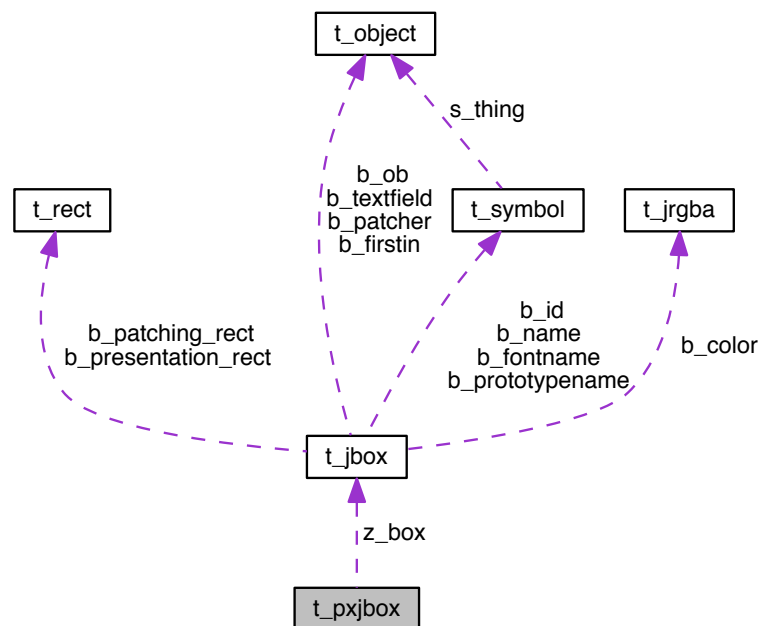 t_object
s_thing
b_ob
b_textfield
b_patcher
b_firstin
t_rect
t_symbol
t_jrgba
b_patching_rect
b_presentation_rect
b_id
b_name
b_fontname
b_prototypename
b_color
t_jbox
z_box
t_pxjbox